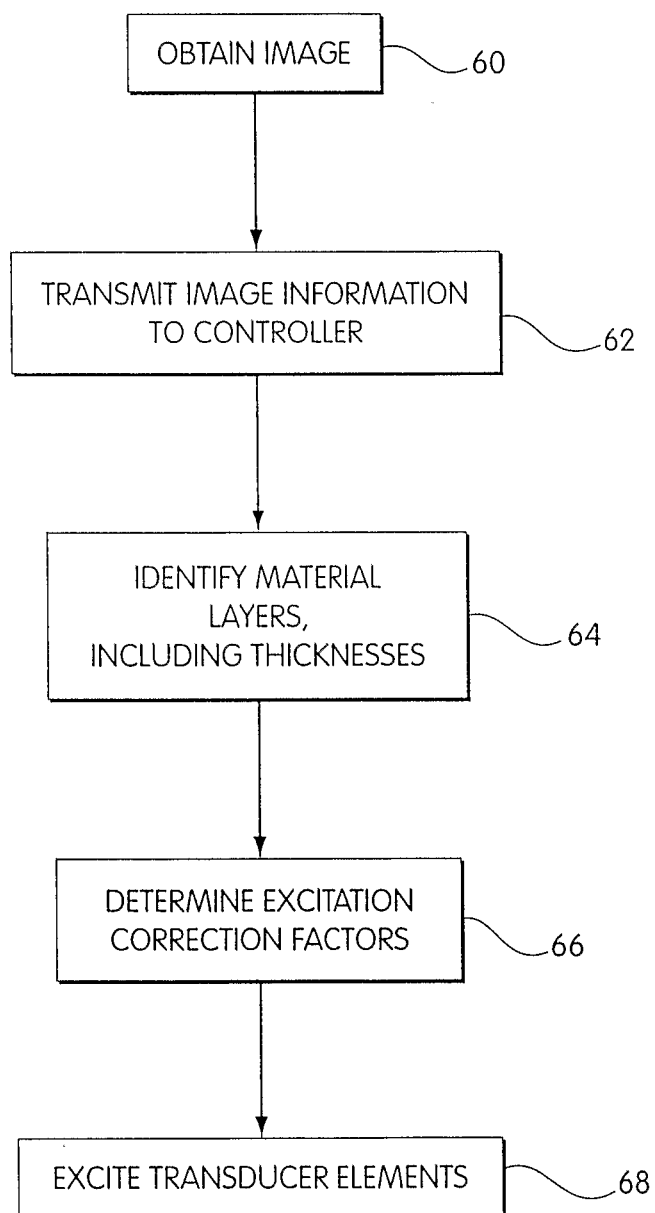 OBTAIN IMAGE
60
TRANSMIT IMAGE INFORMATION
TO CONTROLLER
62
IDENTIFY MATERIAL
LAYERS,
INCLUDING THICKNESSES
64
DETERMINE EXCITATION
CORRECTION FACTORS
66
EXCITE TRANSDUCER ELEMENTS
68